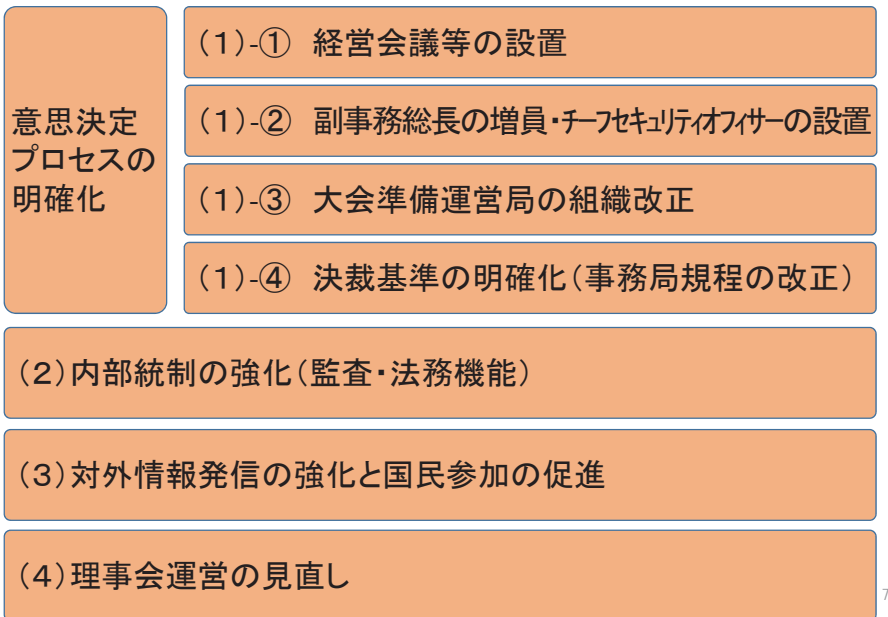 意思決定
プロセスの
明確化
(1)-① 経営会議等の設置
(1)-② 副事務総長の増員・チーフセキュリティオフィサーの設置
(1)-③ 大会準備運営局の組織改正
(1)-④ 決裁基準の明確化(事務局規程の改正)
(2)内部統制の強化(監査・法務機能)
(3)対外情報発信の強化と国民参加の促進
(4)理事会運営の見直し
7